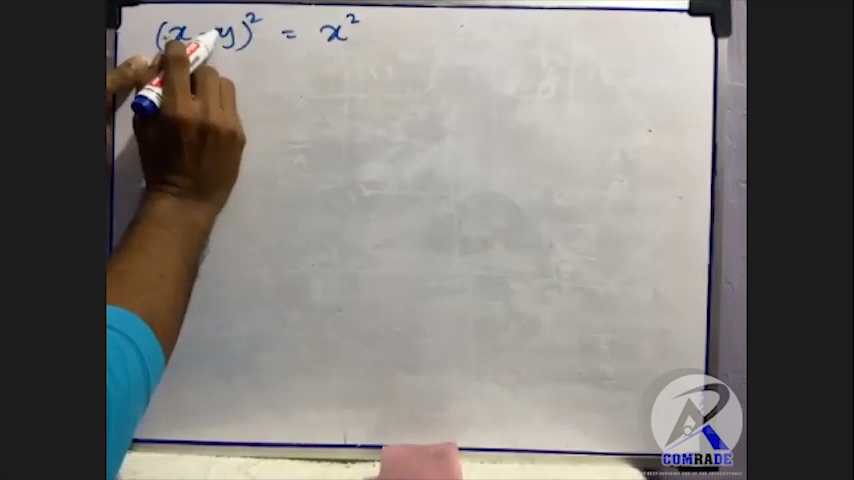 (x y)² = x²
COMRADE